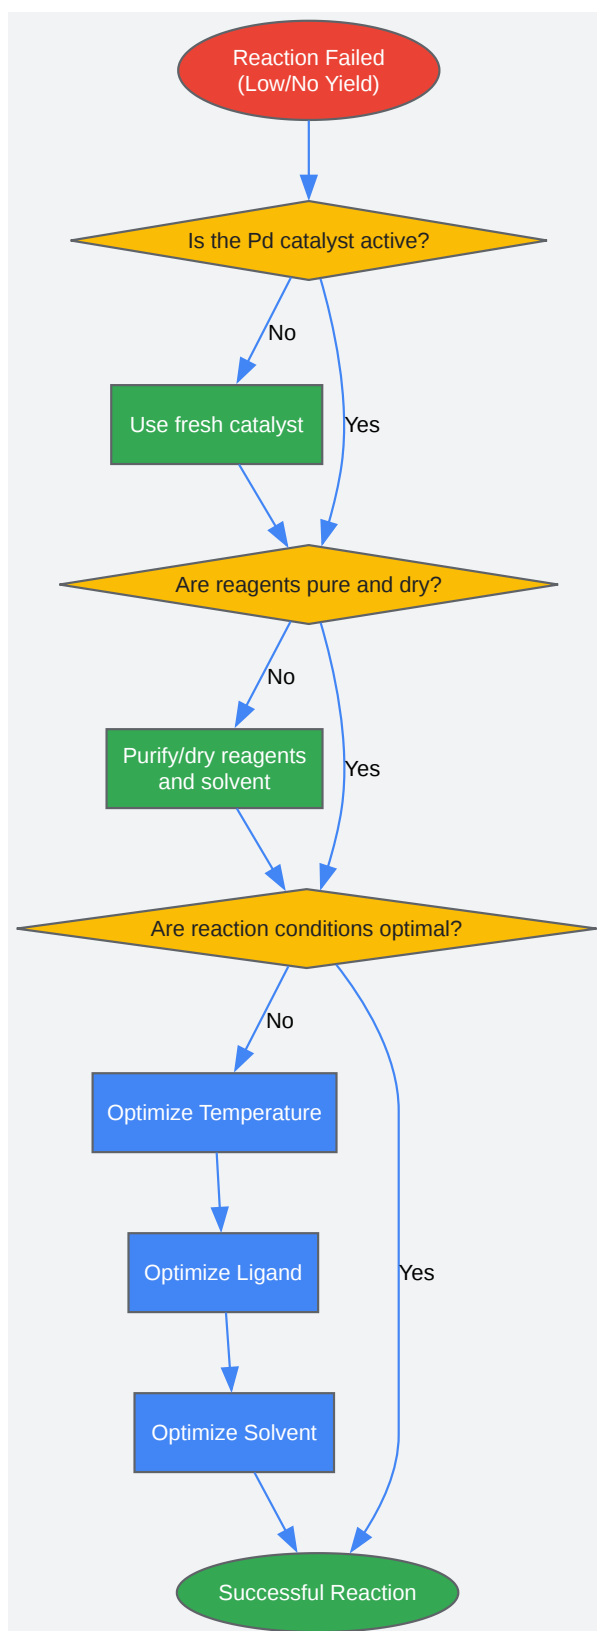 Reaction Failed
(Low/No Yield)
Is the Pd catalyst active?
No
Use fresh catalyst
Yes
Are reagents pure and dry?
No
Purify/dry reagents
and solvent
Yes
Are reaction conditions optimal?
No
Optimize Temperature
Optimize Ligand
Yes
Optimize Solvent
Successful Reaction